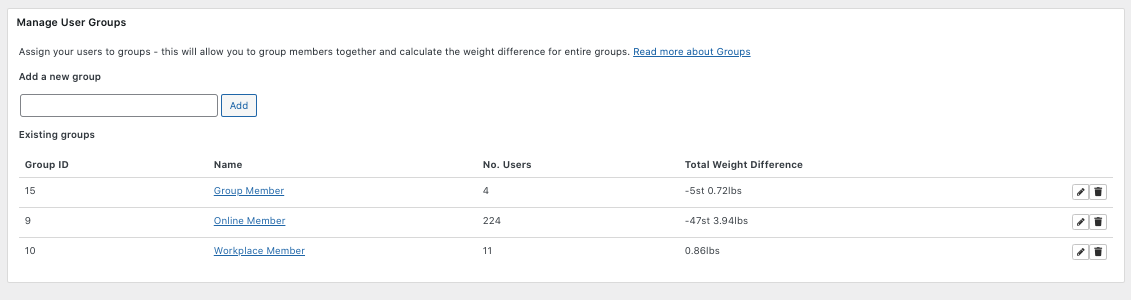 Manage User Groups
Assign your users to groups - this will allow you to group members together and calculate the weight difference for entire groups. Read more about Groups
Add a new group
Add
Existing groups
Group ID Name No. Users Total Weight Difference
15 Group Member 4 -5st 0.72lbs
9 Online Member 224 -47st 3.94lbs
10 Workplace Member 11 0.86lbs